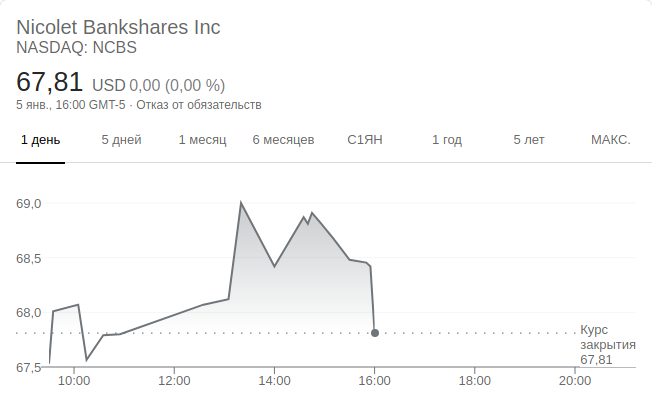 Nicolet Bankshares Inc
NASDAQ: NCBS
67,81 USD 0,00 (0,00 %)
5 янв., 16:00 GMT-5 · Отказ от обязательств
1 день 5 дней 1 месяц 6 месяцев С1ЯН 1 год 5 лет МАКС.
69,0
68,5
68,0
Курс
закрытия
67,81
67,5
10:00 12:00 14:00 16:00 18:00 20:00